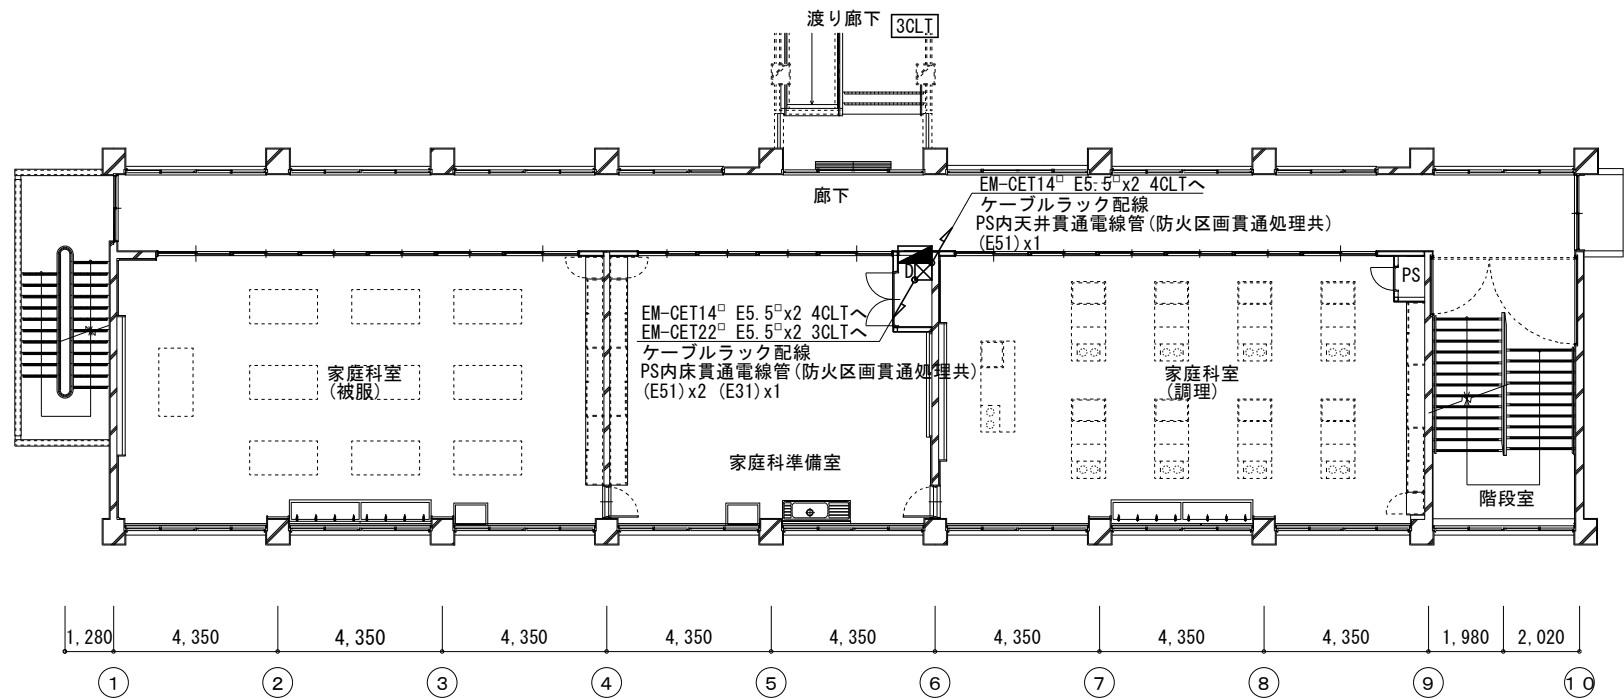 渡り廊下
3CLT
廊下
EM-CET14□ E5.5□x2 4CLTへ
ケーブルラック配線
PS内天井貫通電線管(防火区画貫通処理共)
(E51)x1
D
PS
EM-CET14□ E5.5□x2 4CLTへ
EM-CET22□ E5.5□x2 3CLTへ
ケーブルラック配線
PS内床貫通電線管(防火区画貫通処理共)
(E51)x2 (E31)x1
家庭科室
(被服)
家庭科室
(調理)
家庭科準備室
階段室
1,280 4,350 4,350 4,350 4,350 4,350 4,350 4,350 4,350 1,980 2,020
1 2 3 4 5 6 7 8 9 10